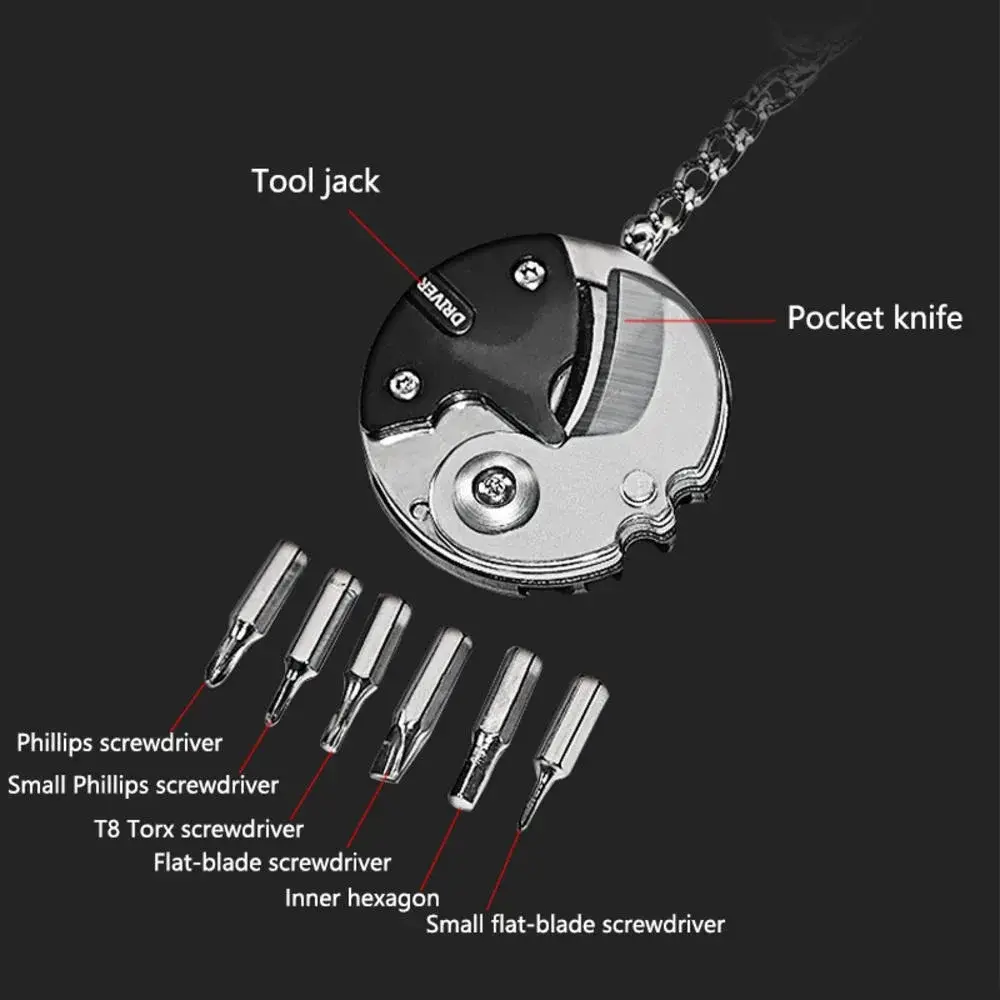 Tool jack
DRIVER
Pocket knife
Phillips screwdriver
Small Phillips screwdriver
T8 Torx screwdriver
Flat-blade screwdriver
Inner hexagon
Small flat-blade screwdriver